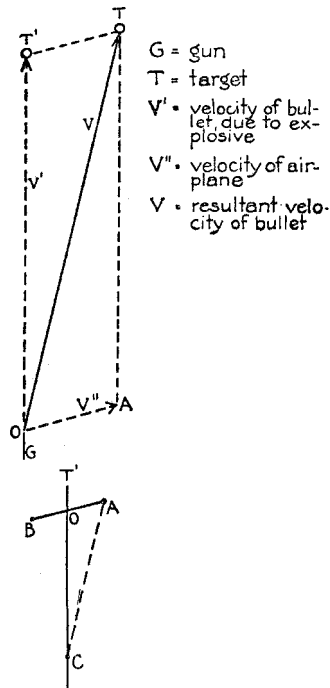 T
T'
G = gun
T = target
V' = velocity of bul-
let, due to ex-
plosive
V" = velocity of air-
plane
V = resultant velo-
city of bullet
V
V'
V"
A
O
G
T'
A
O
B
C